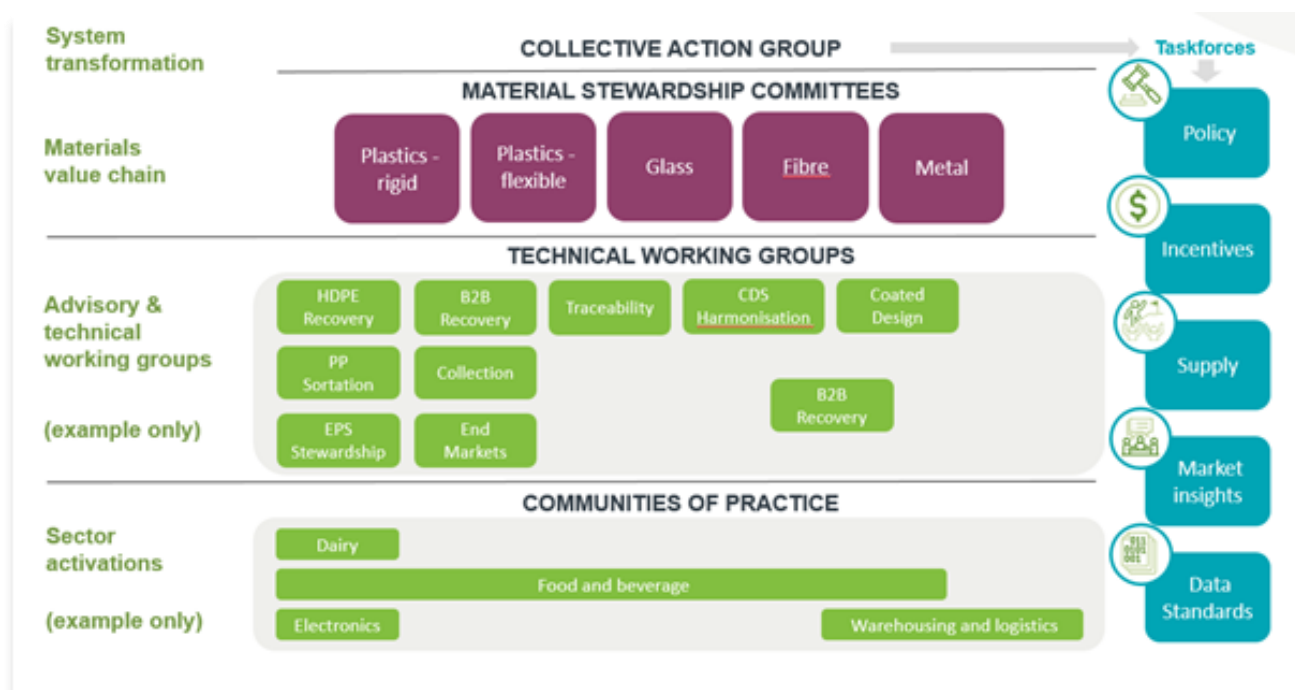 System
transformation
COLLECTIVE ACTION GROUP
Taskforces
MATERIAL STEWARDSHIP COMMITTEES
Materials
value chain
Plastics -
rigid
Plastics -
flexible
Glass
Fibre
Metal
Policy
Incentives
TECHNICAL WORKING GROUPS
Advisory &
technical
working groups
(example only)
HDPE
Recovery
B2B
Recovery
Traceability
CDS
Harmonisation
Coated
Design
PP
Sortation
Collection
B2B
Recovery
EPS
Stewardship
End
Markets
Supply
Market
insights
COMMUNITIES OF PRACTICE
Sector
activations
(example only)
Dairy
Food and beverage
Electronics
Warehousing and logistics
$
011
0101
001
Data
Standards